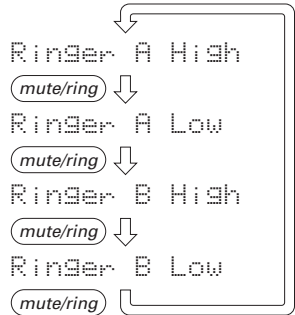 Ringer A High
mute/ring
Ringer A Low
mute/ring
Ringer B High
mute/ring
Ringer B Low
mute/ring